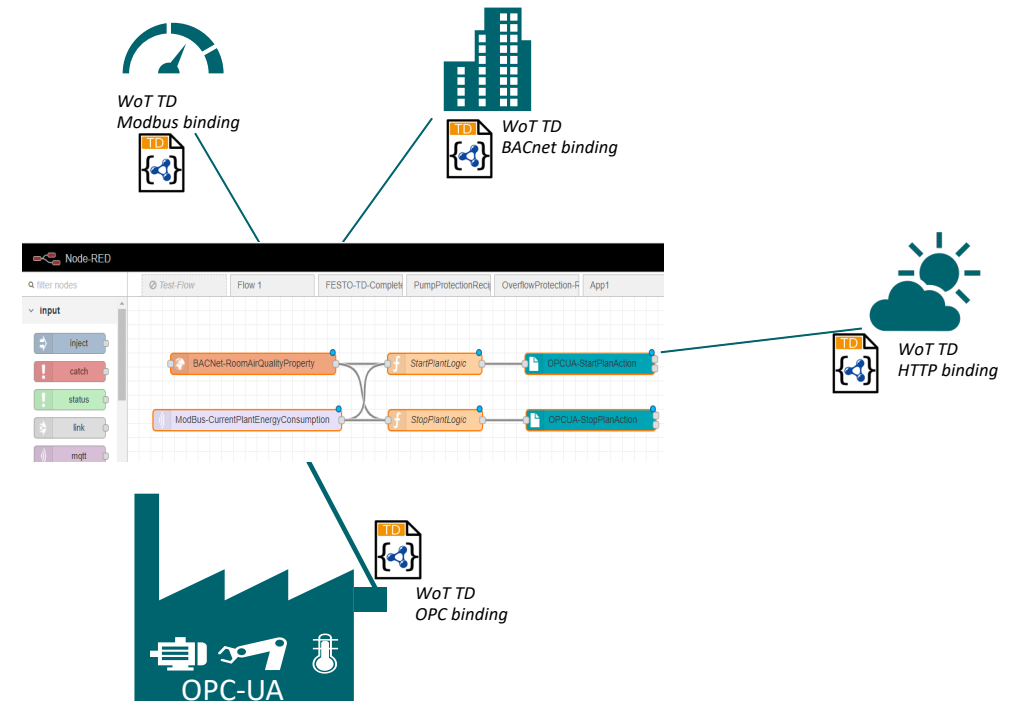 WoT TD
Modbus binding
TD
WoT TD
BACnet binding
TD
Node-RED
filter nodes
Test-Flow
Flow 1
FESTO-TD-Complete
PumpProtectionReci
OverflowProtection-R
App1
input
inject
catch
status
link
mqtt
BACNet-RoomAirQualityProperty
StartPlantLogic
OPCUA-StartPlanAction
ModBus-CurrentPlantEnergyConsumption
StopPlantLogic
OPCUA-StopPlanAction
WoT TD
HTTP binding
TD
TD
WoT TD
OPC binding
OPC-UA